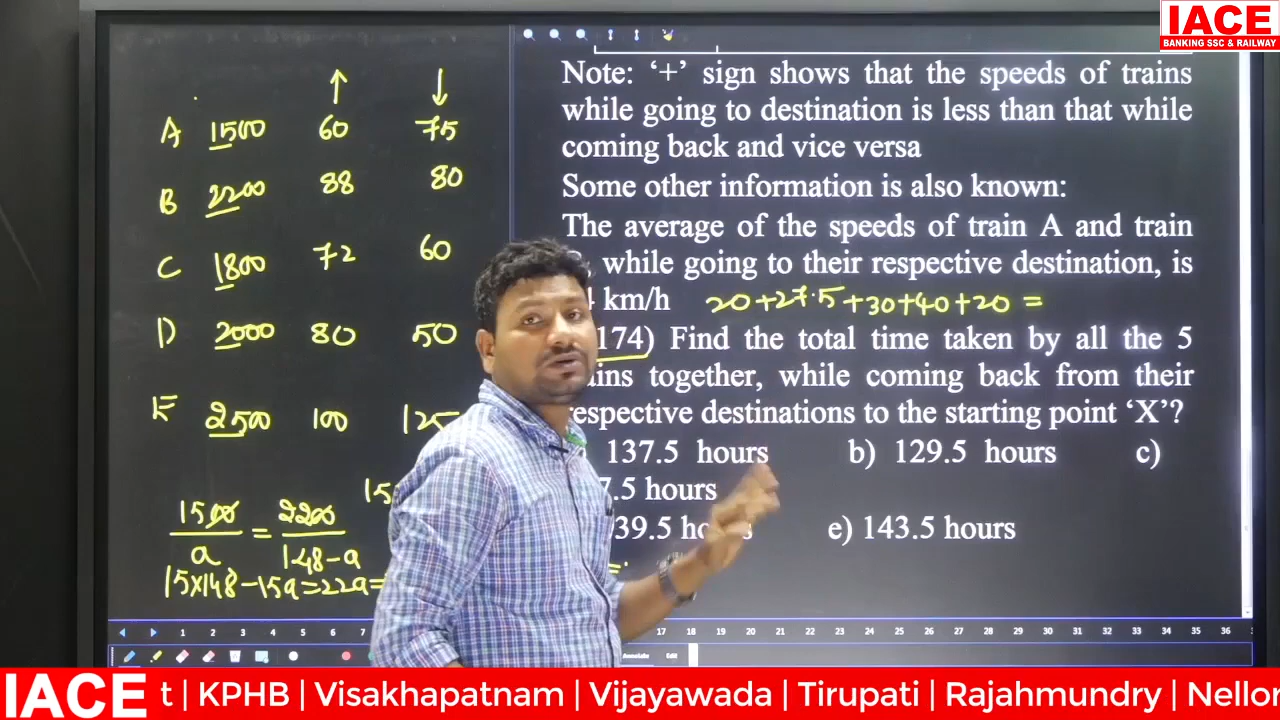 IACE
BANKING SSC & RAILWAY
A 1500 60 75
B 2200 88 80
C 1800 72 60
D 2000 80 50
E 2500 100 125
1500/a = 2200/148-a
15
15×148-15a=22a=
Note: ‘+’ sign shows that the speeds of trains
while going to destination is less than that while
coming back and vice versa
Some other information is also known:
The average of the speeds of train A and train
, while going to their respective destination, is
4 km/h 20+27.5+30+40+20=
174) Find the total time taken by all the 5
ains together, while coming back from their
respective destinations to the starting point ‘X’?
137.5 hours b) 129.5 hours c)
7.5 hours
39.5 hours e) 143.5 hours
=
1 2 3 4 5 6 7 17 18 19 20 21 22 23 24 25 26 27 28 29 30 31 32 33 34 35 36
Edit
IACE t | KPHB | Visakhapatnam | Vijayawada | Tirupati | Rajahmundry | Nellor